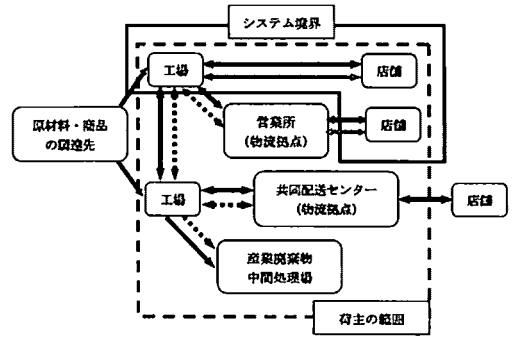 システム境界
工場
店舗
営業所
(物流拠点)
店舗
原材料・商品
の調達先
工場
共同配送センター
(物流拠点)
店舗
産業廃棄物
中間処理場
荷主の範囲